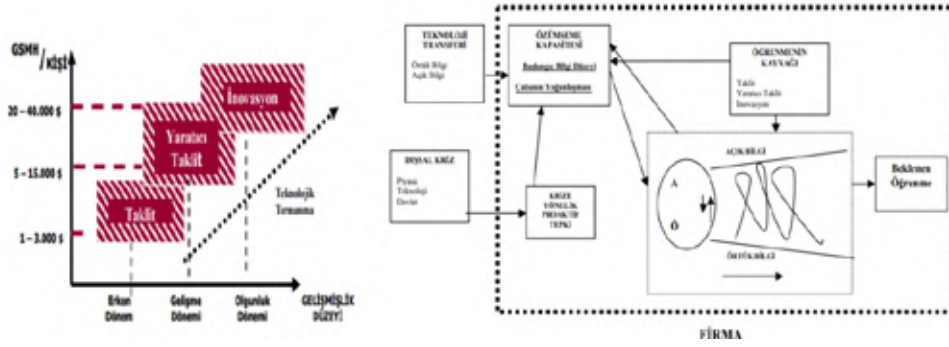 GSMH
/KİŞİ
20 – 40.000 $
5 – 15.000 $
1 – 3.000 $
İnovasyon
Yaratıcı
Taklit
Taklit
Teknolojik
Tırmanma
Erken
Dönem
Gelişme
Dönemi
Olgunluk
Dönemi
GELİŞMİŞLİK
DÜZEYİ
TEKNOLOJİ
TRANSFERİ
Örtük Bilgi
Açık Bilgi
ÖZÜMSEME
KAPASİTESİ
Bilgi Düzeyi
Çabanın Yoğunlaşması
ÖĞRENMENİN
KAYNAĞI
Taklit
Yaratıcı Taklit
İnovasyon
DIŞSAL KRİZ
Piyasa
Teknoloji
Devlet
KRİZE
YÖNELİK
PROAKTİF
TEPKİ
AÇIK BİLGİ
A
Ö
ÖRTÜK BİLGİ
Beklenen
Öğrenme
FİRMA